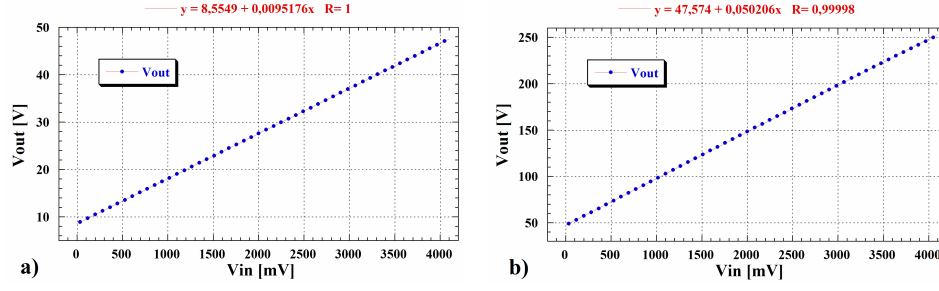 y = 8,5549 + 0,0095176x R= 1
50
40
30
20
10
Vout [V]
Vout
0
500
1000
1500
2000
2500
3000
3500
4000
Vin [mV]
a)
y = 47,574 + 0,050206x R= 0,99998
250
200
150
100
50
Vout [V]
Vout
0
500
1000
1500
2000
2500
3000
3500
4000
Vin [mV]
b)